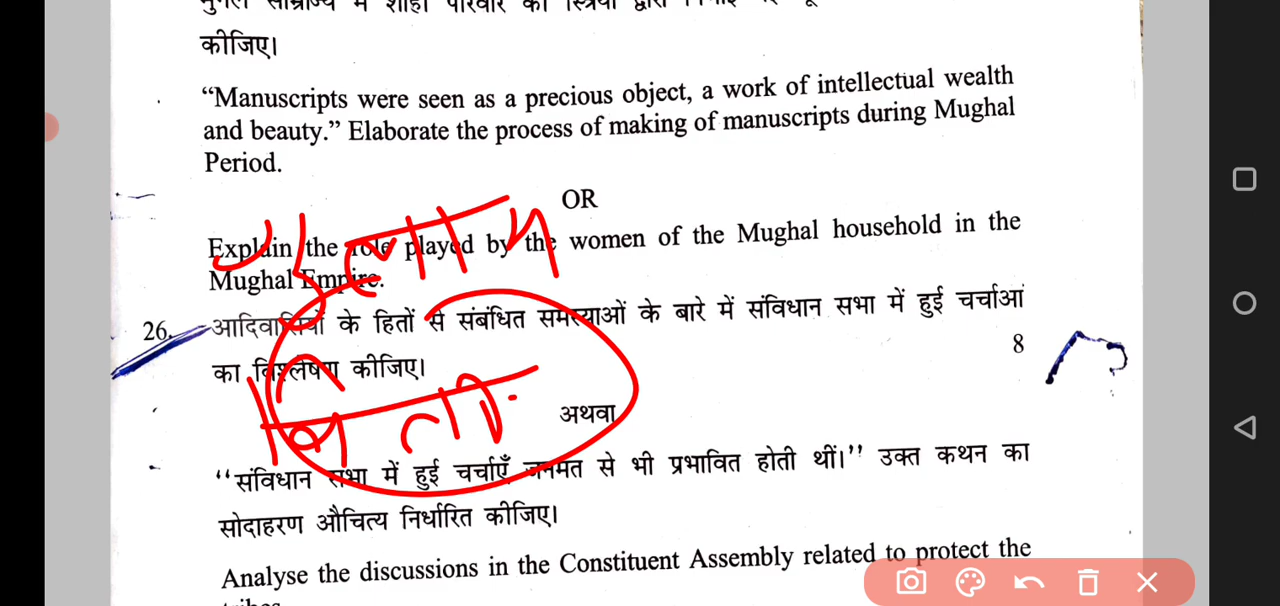 कीजिए।
“Manuscripts were seen as a precious object, a work of intellectual wealth
and beauty.” Elaborate the process of making of manuscripts during Mughal
Period.
OR
Explain the role played by the women of the Mughal household in the
Mughal Empire.
26. आदिवासियों के हितों से संबंधित समस्याओं के बारे में संविधान सभा में हुई चर्चाओं
का विश्लेषण कीजिए। 8
अथवा
“संविधान सभा में हुई चर्चाएँ जनमत से भी प्रभावित होती थीं।” उक्त कथन का
सोदाहरण औचित्य निर्धारित कीजिए।
Analyse the discussions in the Constituent Assembly related to protect the